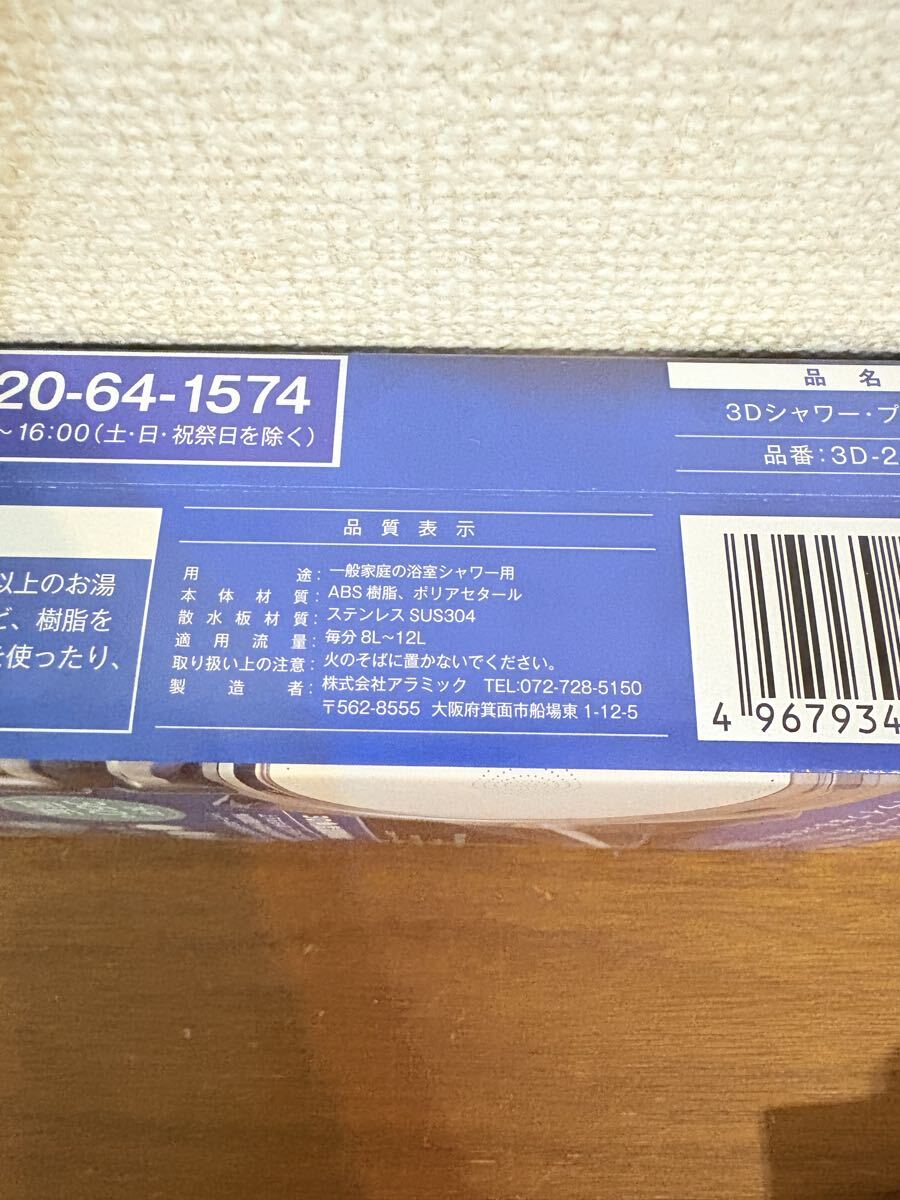 20-64-1574
～16:00(土・日・祝祭日を除く)
品 名
3Dシャワー・プ
品番：3D-2
以上のお湯
ど、樹脂を
を使ったり、
品 質 表 示
用途：一般家庭の浴室シャワー用
本体材質：ABS 樹脂、ポリアセタール
散水板材質：ステンレス SUS304
適用流量：毎分 8L～12L
取り扱い上の注意：火のそばに置かないでください。
製造者：株式会社アラミック TEL:072-728-5150
〒562-8555 大阪府箕面市船場東 1-12-5
4 967934